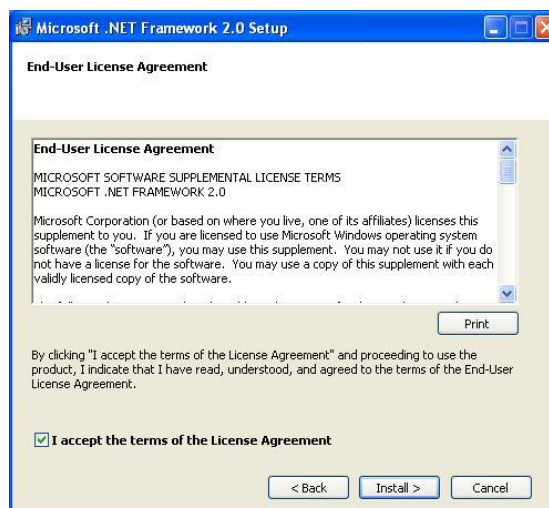 Microsoft .NET Framework 2.0 Setup
End-User License Agreement
End-User License Agreement
MICROSOFT SOFTWARE SUPPLEMENTAL LICENSE TERMS
MICROSOFT .NET FRAMEWORK 2.0
Microsoft Corporation (or based on where you live, one of its affiliates) licenses this
supplement to you.  If you are licensed to use Microsoft Windows operating system
software (the “software”), you may use this supplement.  You may not use it if you do
not have a license for the software.  You may use a copy of this supplement with each
validly licensed copy of the software.
Print
By clicking "I accept the terms of the License Agreement" and proceeding to use the
product, I indicate that I have read, understood, and agreed to the terms of the End-User
License Agreement.
I accept the terms of the License Agreement
< Back
Install >
Cancel